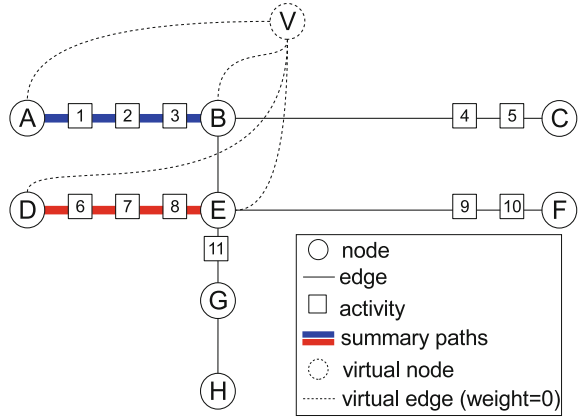 V
A 1 2 3 B 4 5 C
D 6 7 8 E 9 10 F
11
G
H
node
edge
activity
summary paths
virtual node
virtual edge (weight=0)